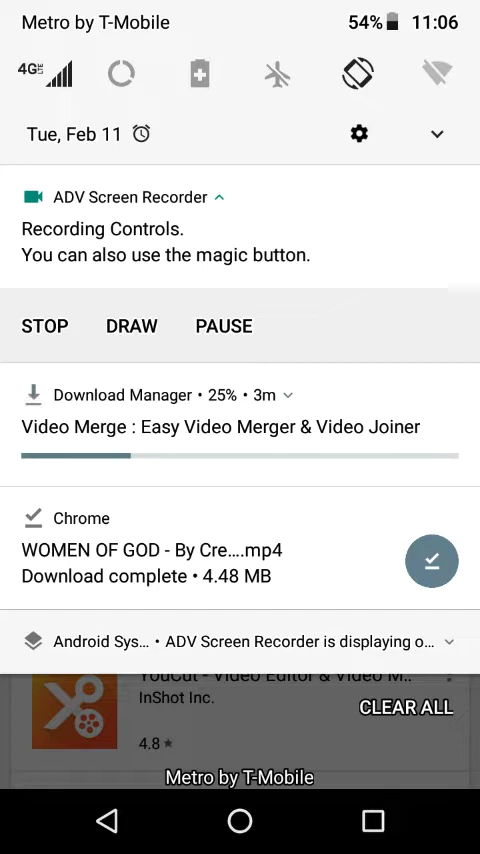 Metro by T-Mobile 54% 11:06
4G LTE
Tue, Feb 11
ADV Screen Recorder
Recording Controls.
You can also use the magic button.
STOP DRAW PAUSE
Download Manager • 25% • 3m
Video Merge : Easy Video Merger & Video Joiner
Chrome
WOMEN OF GOD - By Cre....mp4
Download complete • 4.48 MB
Android Sys... • ADV Screen Recorder is displaying o...
YouCut - Video Editor & Video M..
InShot Inc.
CLEAR ALL
4.8 ★
Metro by T-Mobile